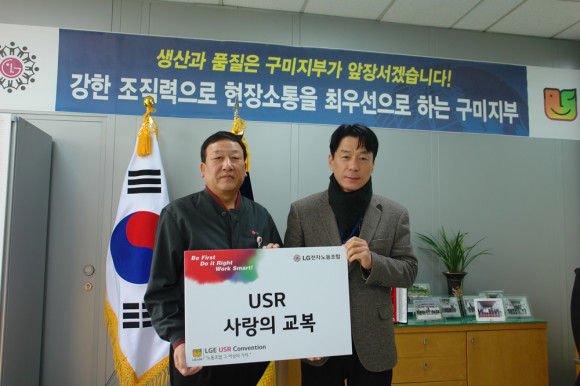 생산과 품질은 구미지부가 앞장서겠습니다!
강한 조직력으로 현장소통을 최우선으로 하는 구미지부
Be First
Do it Right
Work Smart!
LG전자노동조합
USR
사랑의 교복
LGE USR Convention